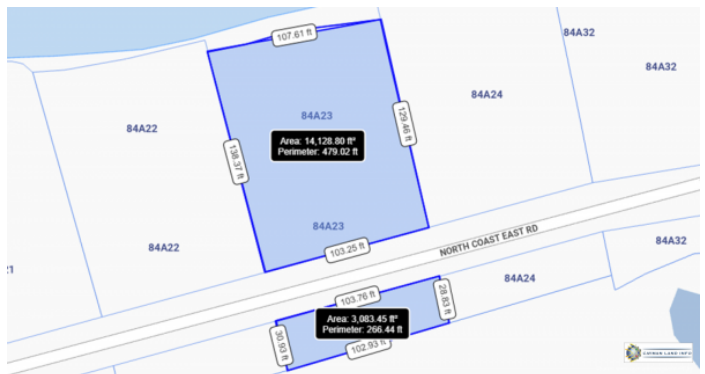 107.61 ft
84A32
84A32
84A24
84A23
84A22
129.46 ft
Area: 14,128.80 ft²
Perimeter: 479.02 ft
138.37 ft
84A23
84A22
103.25 ft
NORTH COAST EAST RD
84A32
21
84A24
103.76 ft
28.83 ft
Area: 3,083.45 ft²
Perimeter: 266.44 ft
30.93 ft
102.93 ft
CAYMAN LAND INFO